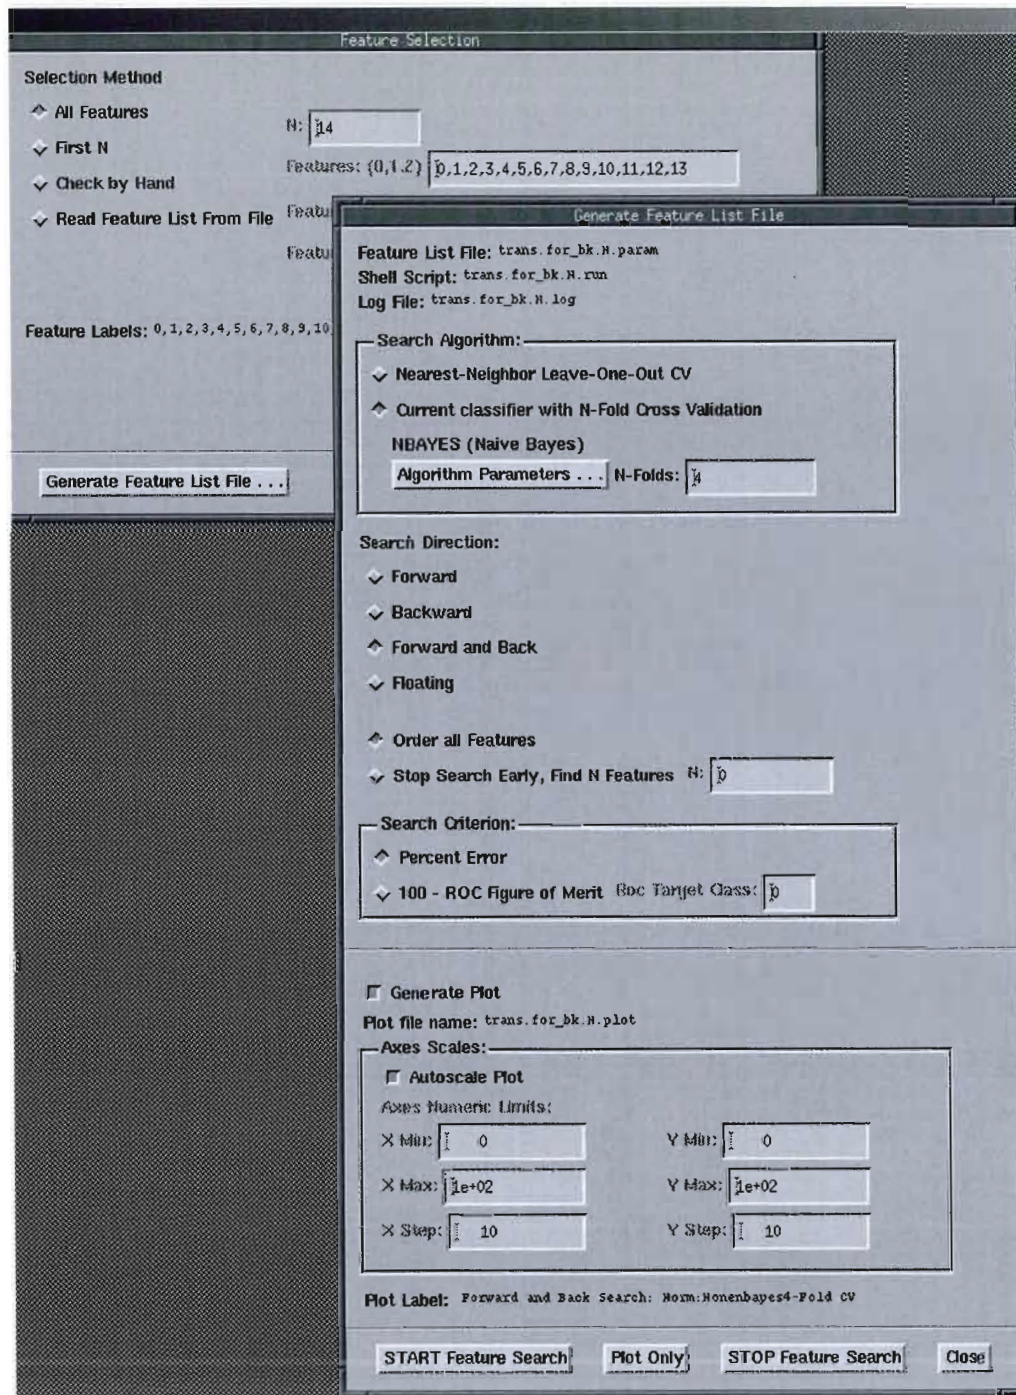 Feature Selection
Selection Method
All Features
First N
Check by Hand
Read Feature List From File
N: 14
Features: (0,1,2) 0,1,2,3,4,5,6,7,8,9,10,11,12,13
Featu
Featu
Feature Labels: 0,1,2,3,4,5,6,7,8,9,10
Generate Feature List File ...
Generate Feature List File
Feature List File: trans.for_bk.N.param
Shell Script: trans.for_bk.N.run
Log File: trans.for_bk.N.log
Search Algorithm:
Nearest-Neighbor Leave-One-Out CV
Current classifier with N-Fold Cross Validation
NBAYES (Naive Bayes)
Algorithm Parameters ... N-Folds: 4
Search Direction:
Forward
Backward
Forward and Back
Floating
Order all Features
Stop Search Early, Find N Features N: 0
Search Criterion:
Percent Error
100 - ROC Figure of Merit Roc Target Class: 0
Generate Plot
Plot file name: trans.for_bk.N.plot
Axes Scales:
Autoscale Plot
Axes Numeric Limits:
X Min: 0 Y Min: 0
X Max: 1e+02 Y Max: 1e+02
X Step: 10 Y Step: 10
Plot Label: Forward and Back Search: Norm:Nonenbayes4-Fold CV
START Feature Search Plot Only STOP Feature Search Close